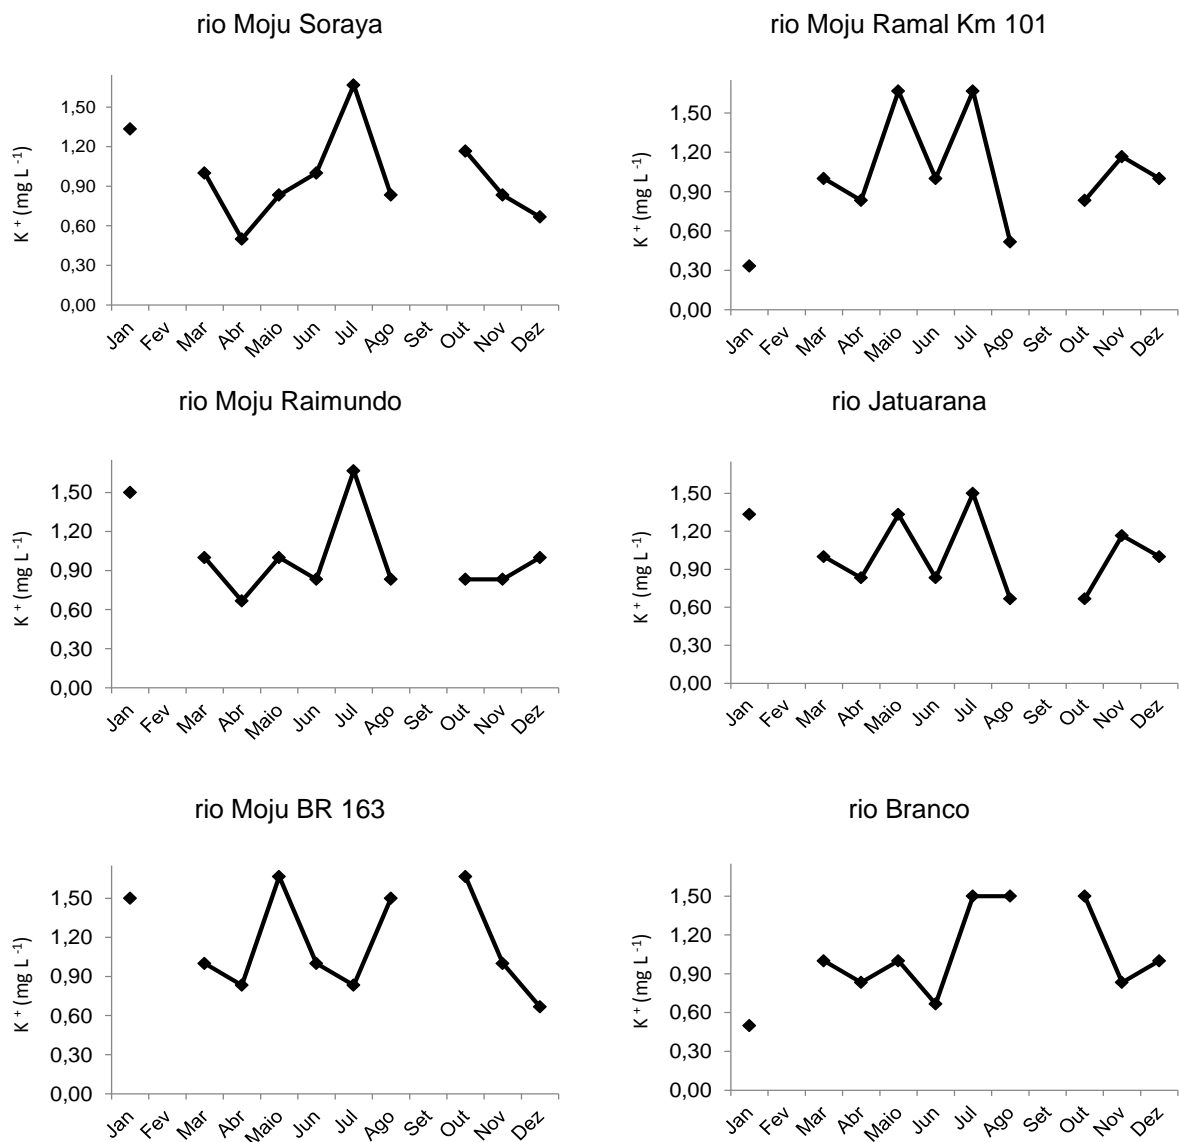 rio Moju Soraya
K + (mg L -1)
1,50
1,20
0,90
0,60
0,30
0,00
Jan Fev Mar Abr Maio Jun Jul Ago Set Out Nov Dez
rio Moju Ramal Km 101
K + (mg L -1)
1,50
1,20
0,90
0,60
0,30
0,00
Jan Fev Mar Abr Maio Jun Jul Ago Set Out Nov Dez
rio Moju Raimundo
K + (mg L -1)
1,50
1,20
0,90
0,60
0,30
0,00
Jan Fev Mar Abr Maio Jun Jul Ago Set Out Nov Dez
rio Jatuarana
K + (mg L -1)
1,50
1,20
0,90
0,60
0,30
0,00
Jan Fev Mar Abr Maio Jun Jul Ago Set Out Nov Dez
rio Moju BR 163
K + (mg L -1)
1,50
1,20
0,90
0,60
0,30
0,00
Jan Fev Mar Abr Maio Jun Jul Ago Set Out Nov Dez
rio Branco
K + (mg L -1)
1,50
1,20
0,90
0,60
0,30
0,00
Jan Fev Mar Abr Maio Jun Jul Ago Set Out Nov Dez